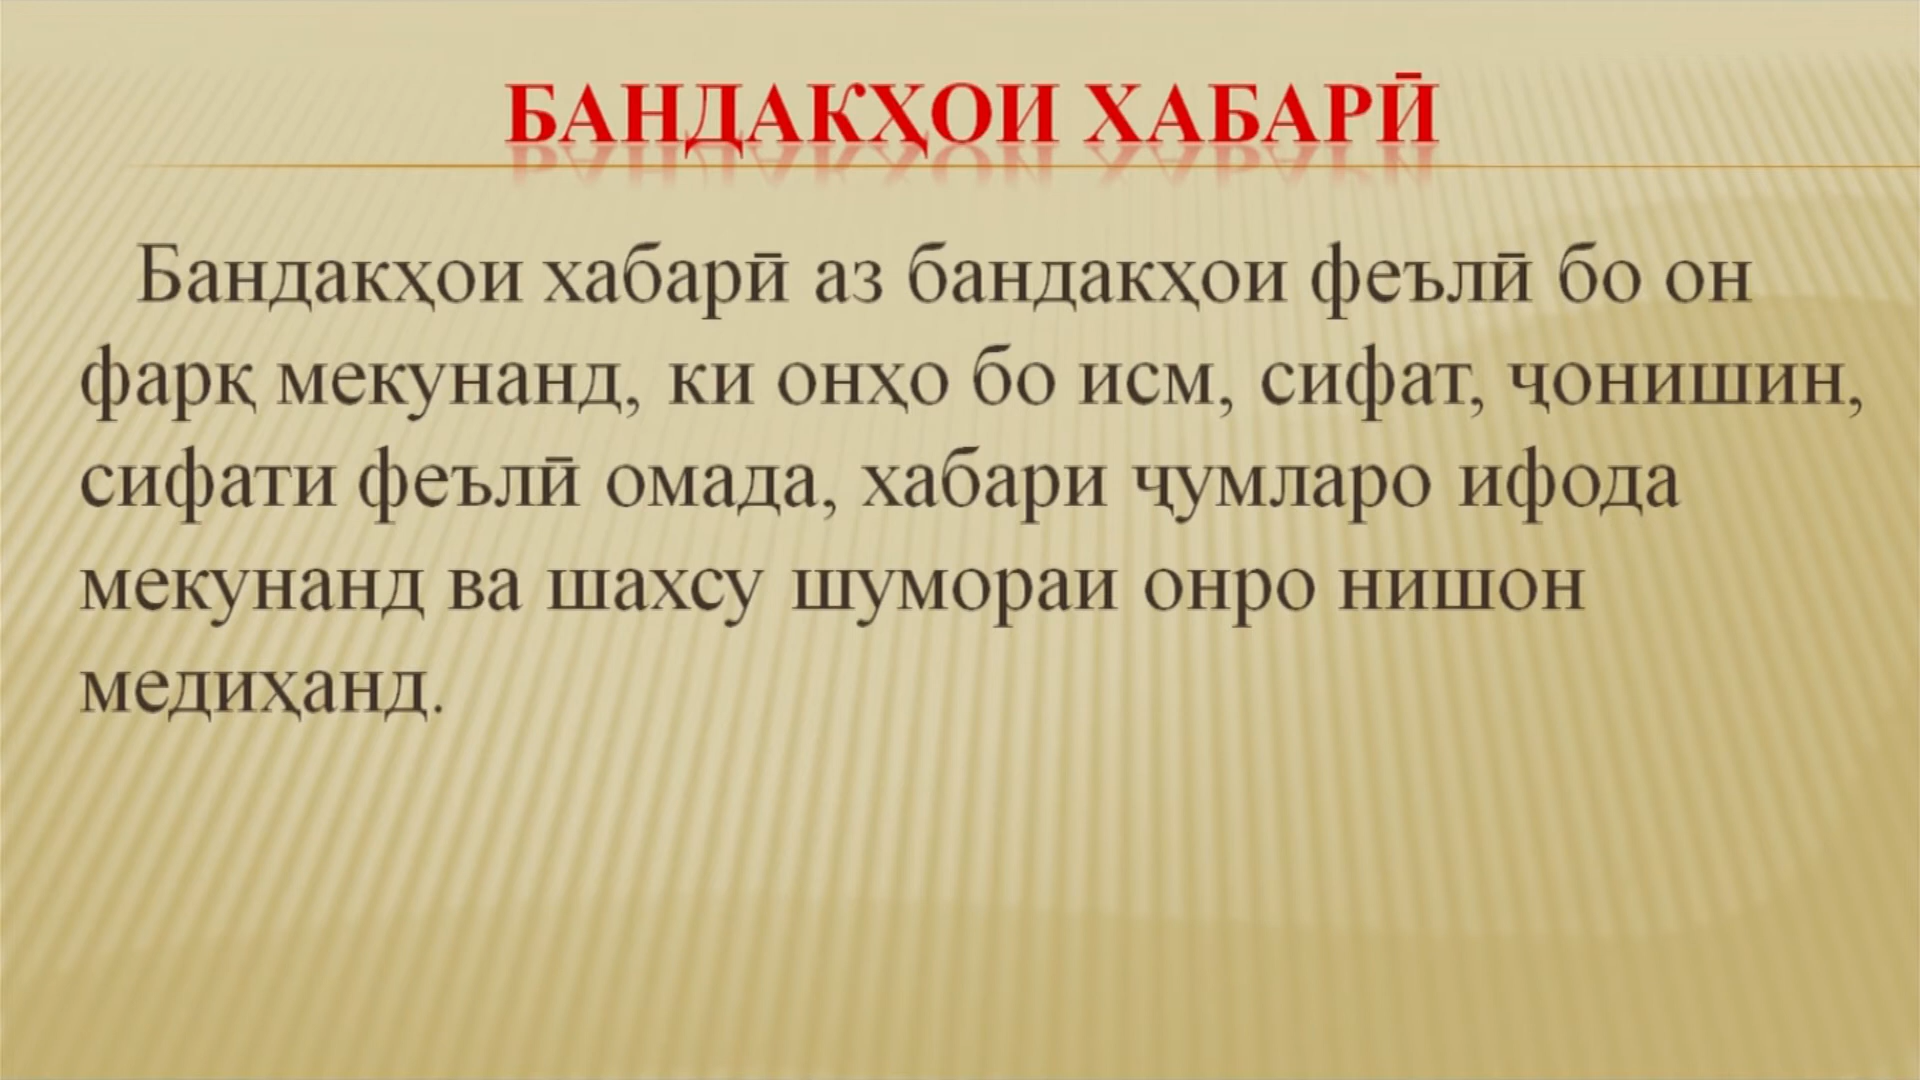 БАНДАКҲОИ ХАБАРӢ
Бандакҳои хабарӣ аз бандакҳои феълӣ бо он
фарқ мекунанд, ки онҳо бо исм, сифат, ҷонишин,
сифати феълӣ омада, хабари ҷумларо ифода
мекунанд ва шахсу шумораи онро нишон
медиҳанд.